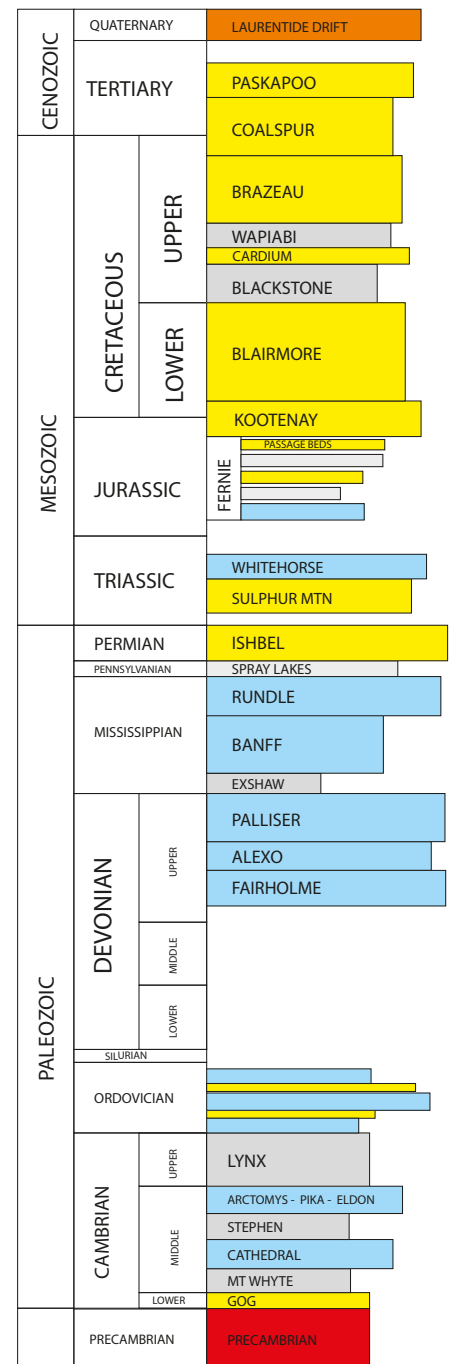 CENOZOIC
QUATERNARY
LAURENTIDE DRIFT
TERTIARY
PASKAPOO
COALSPUR
MESOZOIC
CRETACEOUS
UPPER
BRAZEAU
WAPIABI
CARDIUM
BLACKSTONE
LOWER
BLAIRMORE
KOOTENAY
JURASSIC
FERNIE
PASSAGE BEDS
TRIASSIC
WHITEHORSE
SULPHUR MTN
PALEOZOIC
PERMIAN
ISHBEL
PENNSYLVANIAN
SPRAY LAKES
MISSISSIPPIAN
RUNDLE
BANFF
EXSHAW
DEVONIAN
UPPER
PALLISER
ALEXO
FAIRHOLME
MIDDLE
LOWER
SILURIAN
ORDOVICIAN
CAMBRIAN
UPPER
LYNX
MIDDLE
ARCTOMYS - PIKA - ELDON
STEPHEN
CATHEDRAL
MT WHYTE
LOWER
GOG
PRECAMBRIAN
PRECAMBRIAN